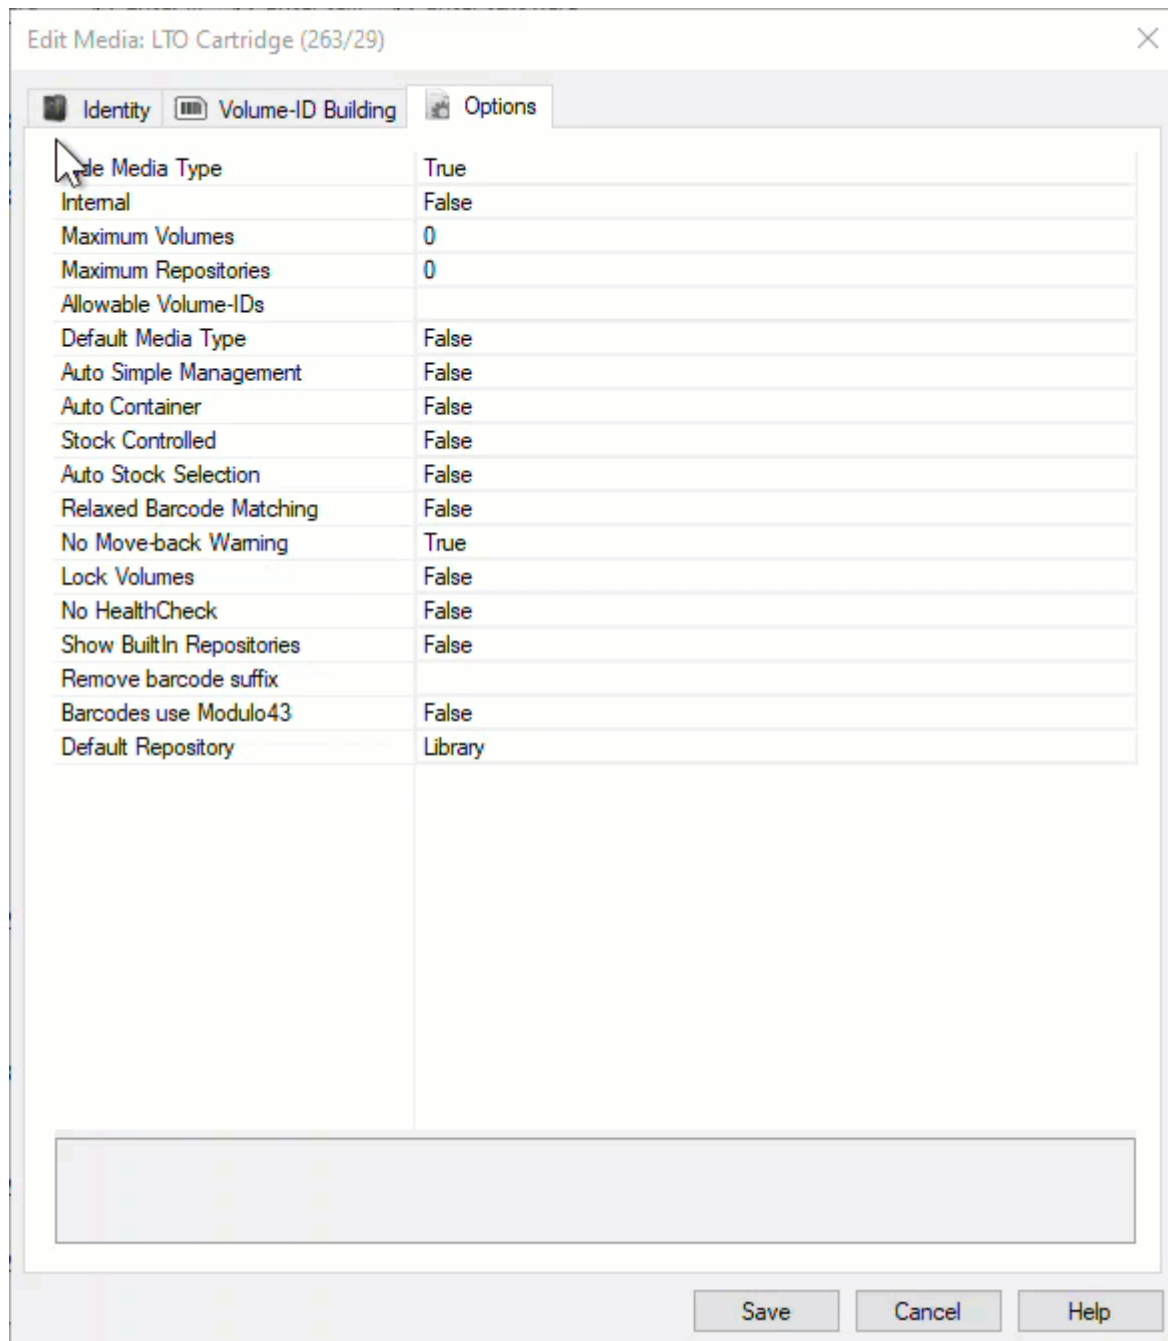 Edit Media: LTO Cartridge (263/29)
Identity Volume-ID Building Options
Media Type True
Internal False
Maximum Volumes 0
Maximum Repositories 0
Allowable Volume-IDs
Default Media Type False
Auto Simple Management False
Auto Container False
Stock Controlled False
Auto Stock Selection False
Relaxed Barcode Matching False
No Move-back Warning True
Lock Volumes False
No HealthCheck False
Show BuiltIn Repositories False
Remove barcode suffix
Barcodes use Modulo43 False
Default Repository Library
Save Cancel Help